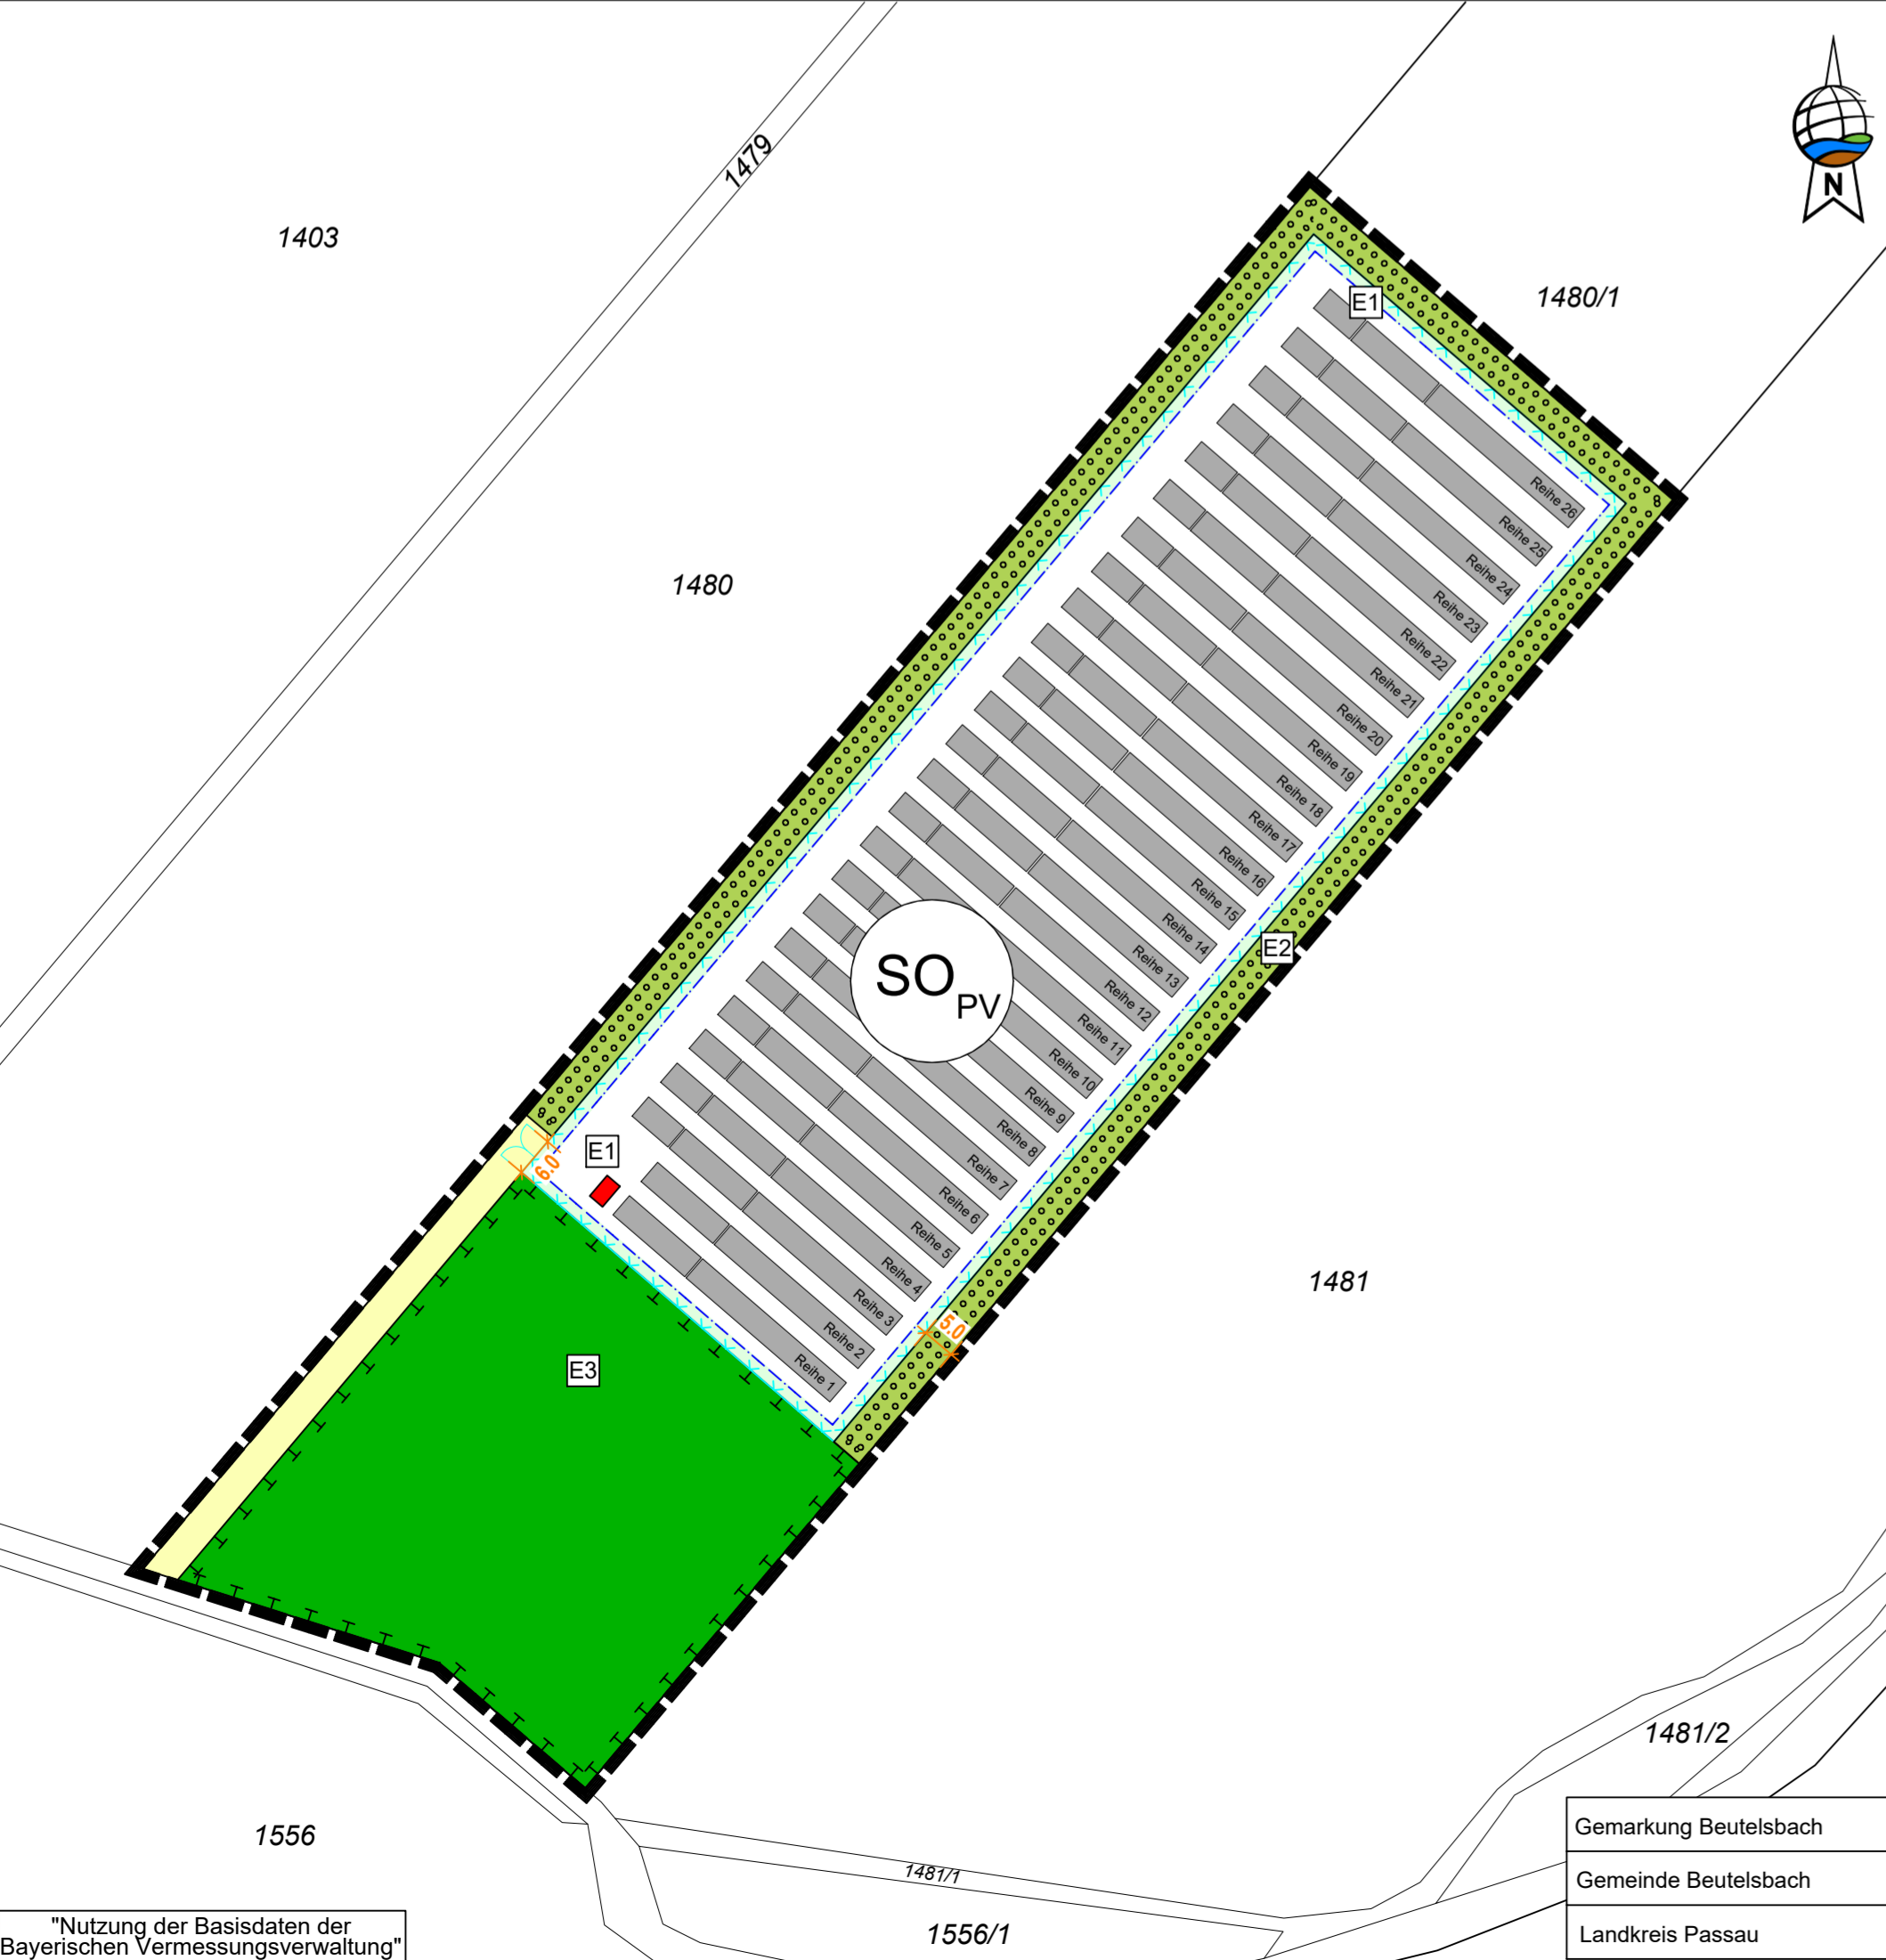 1479
N
1403
1480/1
E1
1480
Reihe 26
Reihe 25
Reihe 24
Reihe 23
Reihe 22
Reihe 21
Reihe 20
Reihe 19
Reihe 18
Reihe 17
Reihe 16
Reihe 15
Reihe 14
Reihe 13
Reihe 12
Reihe 11
Reihe 10
Reihe 9
Reihe 8
Reihe 7
Reihe 6
Reihe 5
Reihe 4
Reihe 3
Reihe 2
Reihe 1
E2
SO PV
E1
6.0
5.0
1481
E3
1481/2
1556
1481/1
1556/1
Gemarkung Beutelsbach
Gemeinde Beutelsbach
Landkreis Passau
"Nutzung der Basisdaten der
Bayerischen Vermessungsverwaltung"